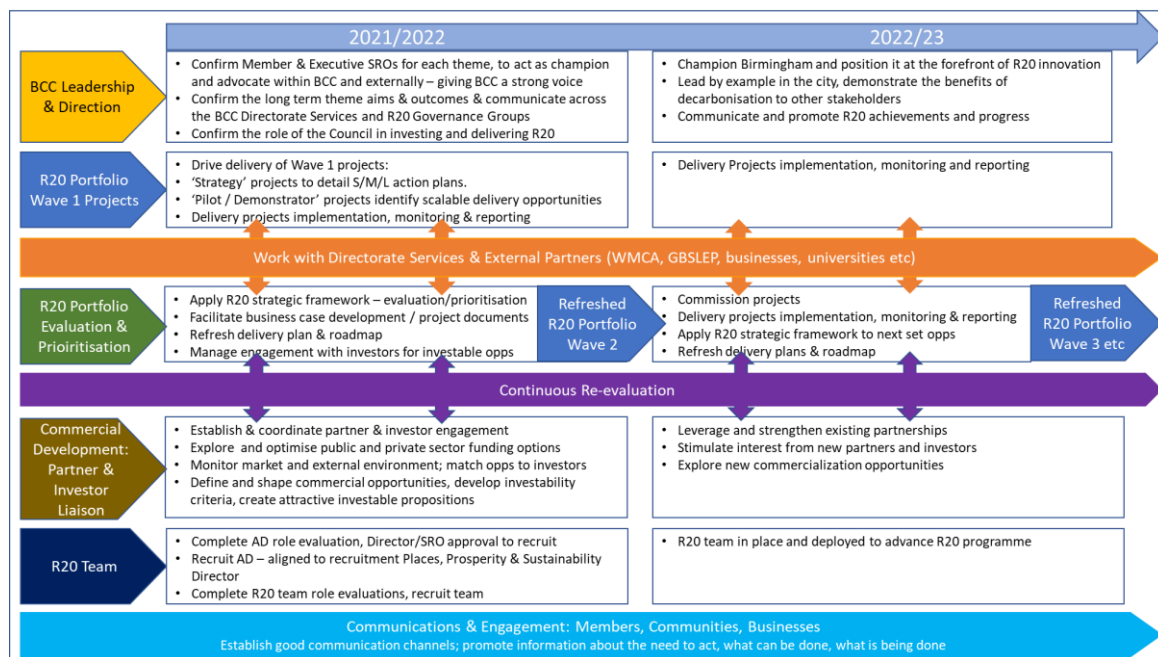 2021/2022
2022/23
BCC Leadership
& Direction
• Confirm Member & Executive SROs for each theme, to act as
champion and advocate within BCC and externally – giving BCC a strong voice
• Confirm the long term theme aims & outcomes & communicate across
the BCC Directorate Services and R20 Governance Groups
• Confirm the role of the Council in investing and delivering R20
• Champion Birmingham and position it at the forefront of R20 innovation
• Lead by example in the city, demonstrate the benefits of
decarbonisation to other stakeholders
• Communicate and promote R20 achievements and progress
R20 Portfolio
Wave 1 Projects
• Drive delivery of Wave 1 projects:
• ‘Strategy’ projects to detail S/M/L action plans.
• ‘Pilot / Demonstrator’ projects identify scalable delivery opportunities
• Delivery projects implementation, monitoring & reporting
• Delivery Projects implementation, monitoring and reporting
Work with Directorate Services & External Partners (WMCA, GBSLEP, businesses, universities etc)
R20 Portfolio
Evaluation &
Prioiritisation
• Apply R20 strategic framework – evaluation/prioritisation
• Facilitate business case development / project documents
• Refresh delivery plan & roadmap
• Manage engagement with investors for investable opps
Refreshed
R20 Portfolio
Wave 2
• Commission projects
• Delivery projects implementation, monitoring & reporting
• Apply R20 strategic framework to next set opps
• Refresh delivery plans & roadmap
Refreshed
R20 Portfolio
Wave 3 etc
Continuous Re-evaluation
Commercial
Development:
Partner &
Investor
Liaison
• Establish & coordinate partner & investor engagement
• Explore and optimise public and private sector funding options
• Monitor market and external environment; match opps to investors
• Define and shape commercial opportunities, develop investability
criteria, create attractive investable propositions
• Leverage and strengthen existing partnerships
• Stimulate interest from new partners and investors
• Explore new commercialization opportunities
R20 Team
• Complete AD role evaluation, Director/SRO approval to recruit
• Recruit AD – aligned to recruitment Places, Prosperity & Sustainability
Director
• Complete R20 team role evaluations, recruit team
• R20 team in place and deployed to advance R20 programme
Communications & Engagement: Members, Communities, Businesses
Establish good communication channels; promote information about the need to act, what can be done, what is being done